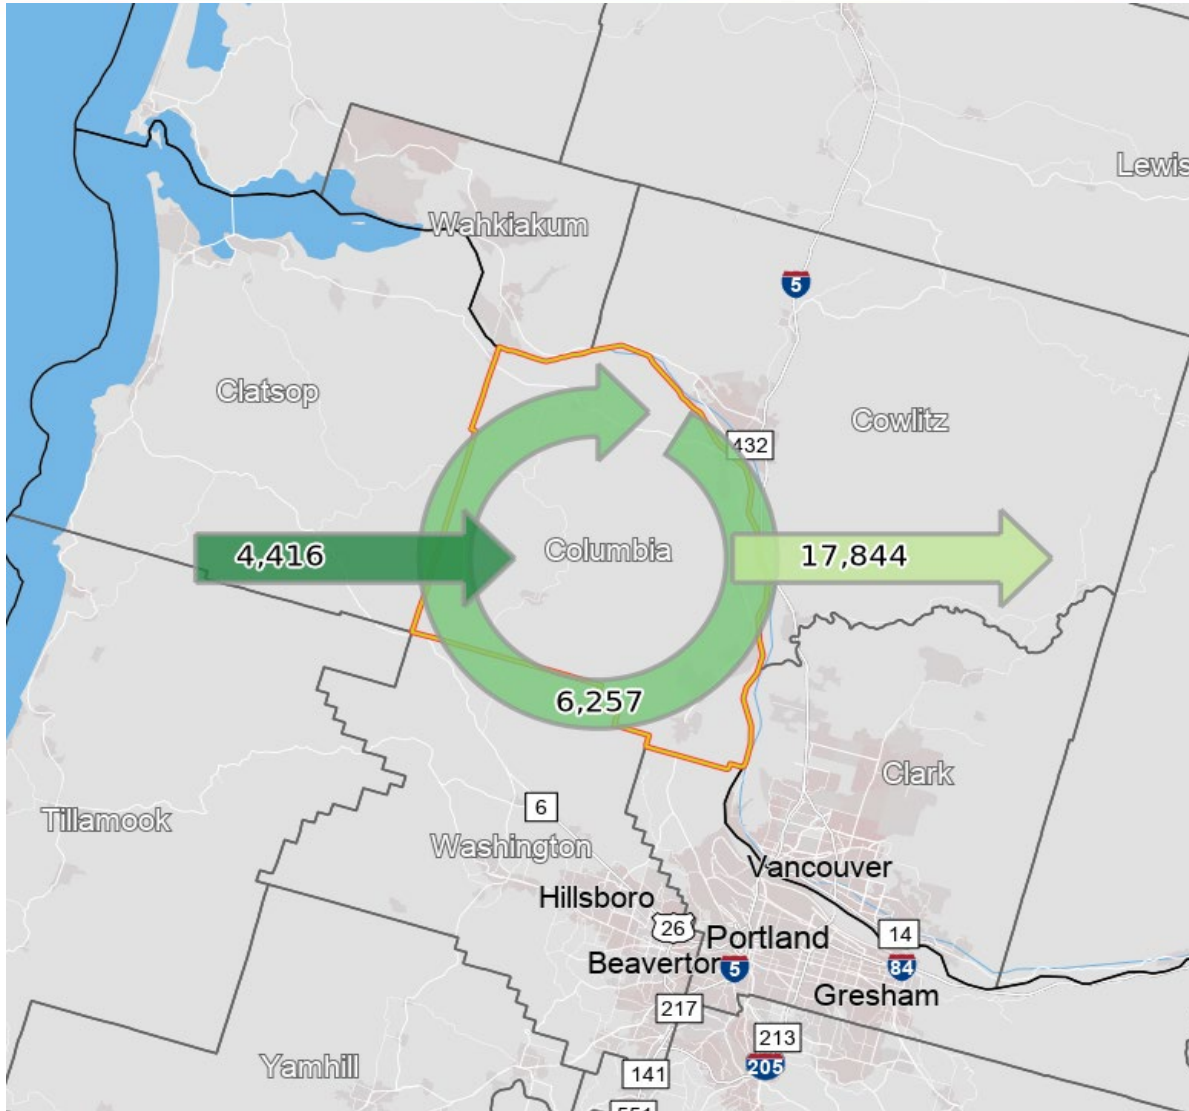 Lewis
Wahkiakum
5
Clatsop
Cowlitz
432
4,416
Columbia
17,844
6,257
Clark
6
Tillamook
Washington
Vancouver
Hillsboro
26
Portland
14
Beaverton
5
84
Gresham
217
213
Yamhill
205
141
551